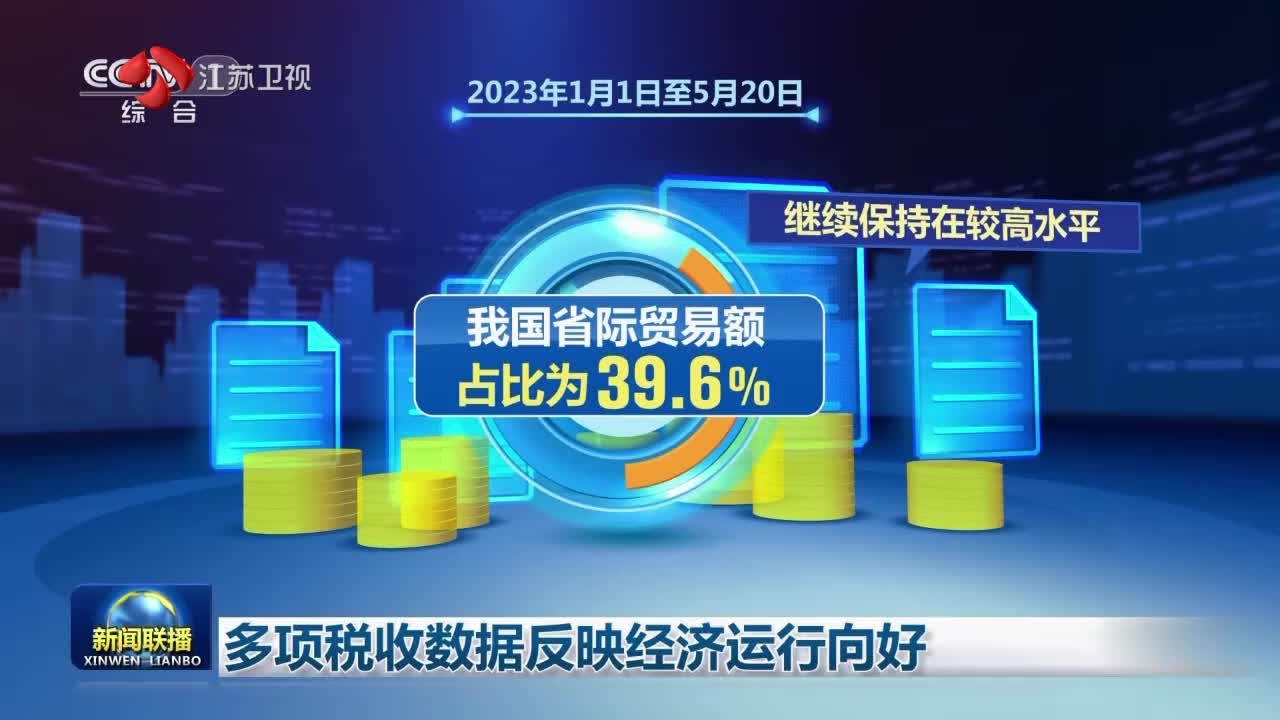 CCTV 江苏卫视
综合
2023年1月1日至5月20日
继续保持在较高水平
我国省际贸易额
占比为39.6%
新闻联播
XINWEN LIANBO
多项税收数据反映经济运行向好